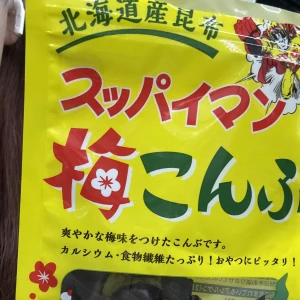 北海道産昆布
スッパイマン
梅こんぶ
爽やかな梅味をつけたこんぶです。
カルシウム・食物繊維たっぷり！おやつにピッタリ！